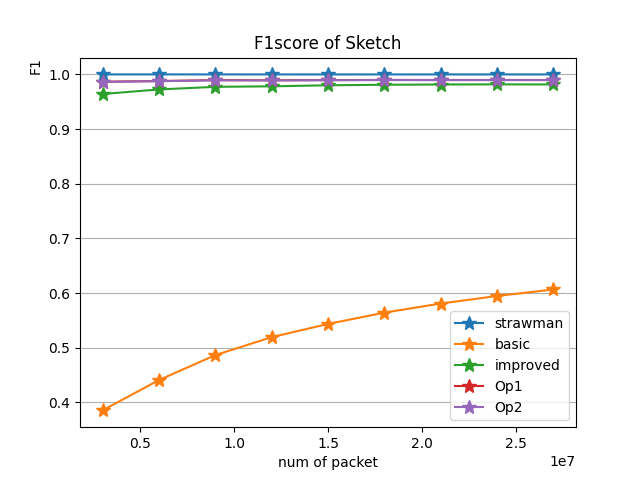 F1score of Sketch
F1
1.0
0.9
0.8
0.7
0.6
0.5
0.4
strawman
basic
improved
Op1
Op2
0.5 1.0 1.5 2.0 2.5
1e7
num of packet